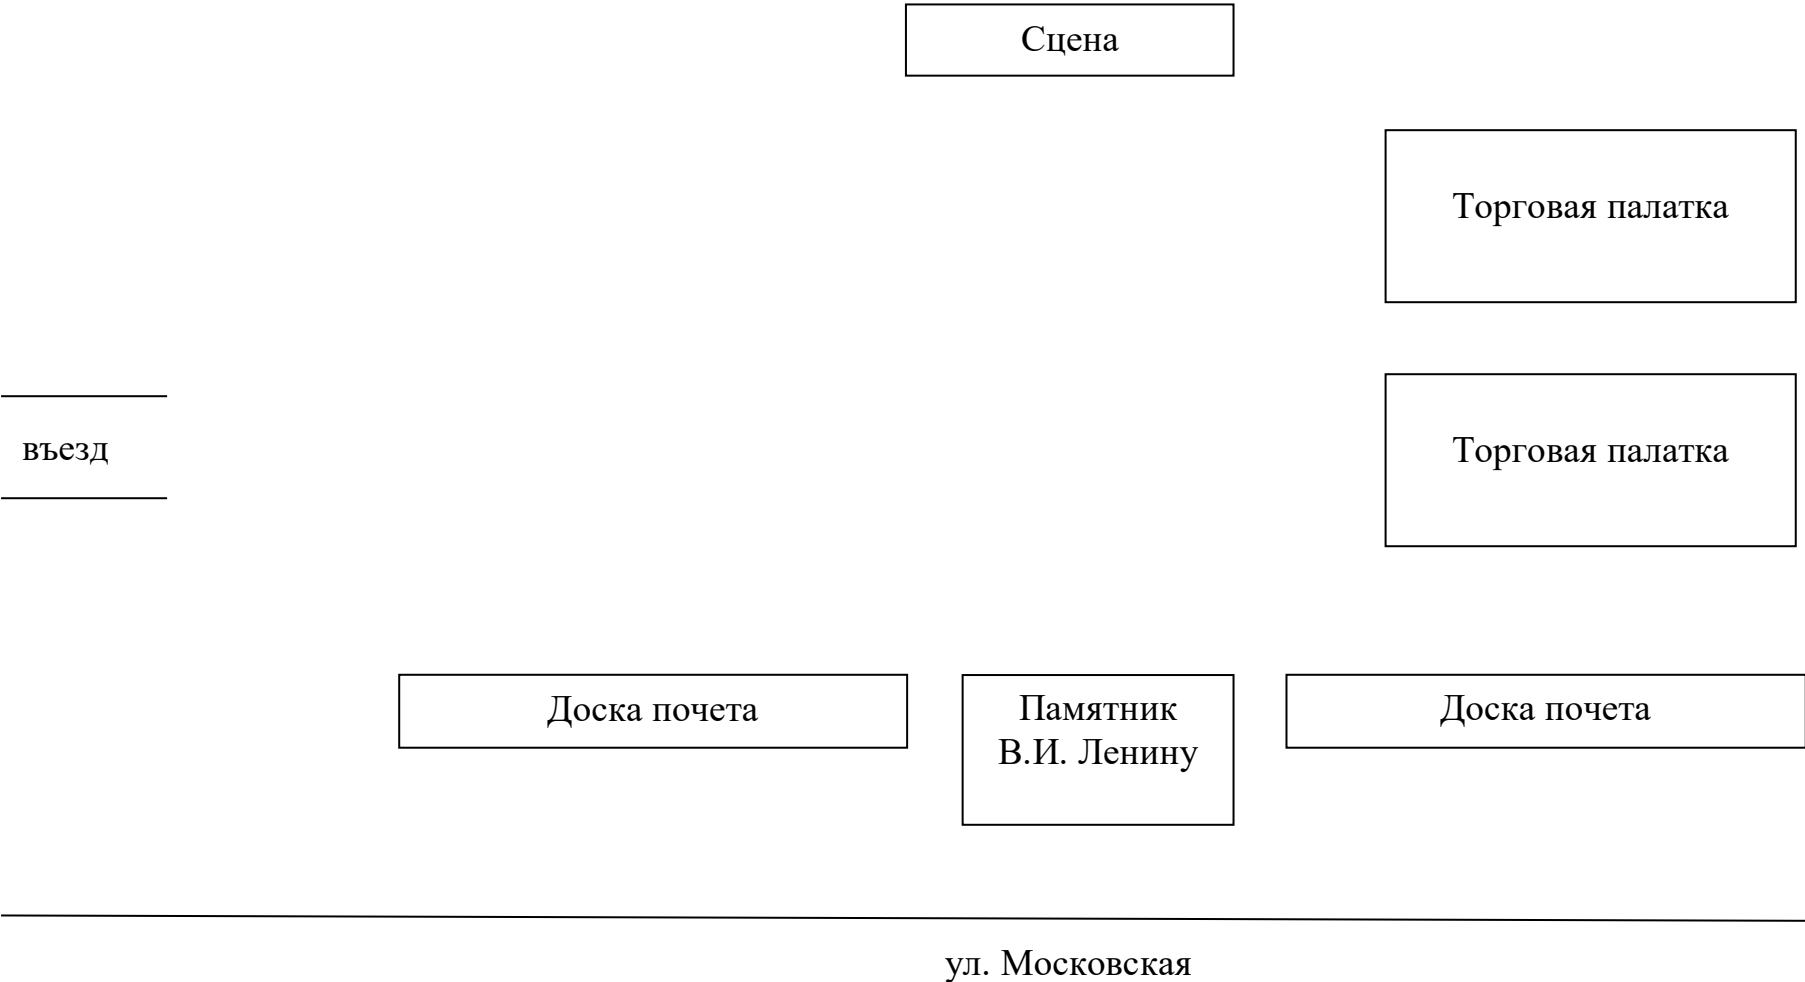 Сцена
Торговая палатка
въезд
Торговая палатка
Доска почета
Памятник
В.И. Ленину
Доска почета
ул. Московская